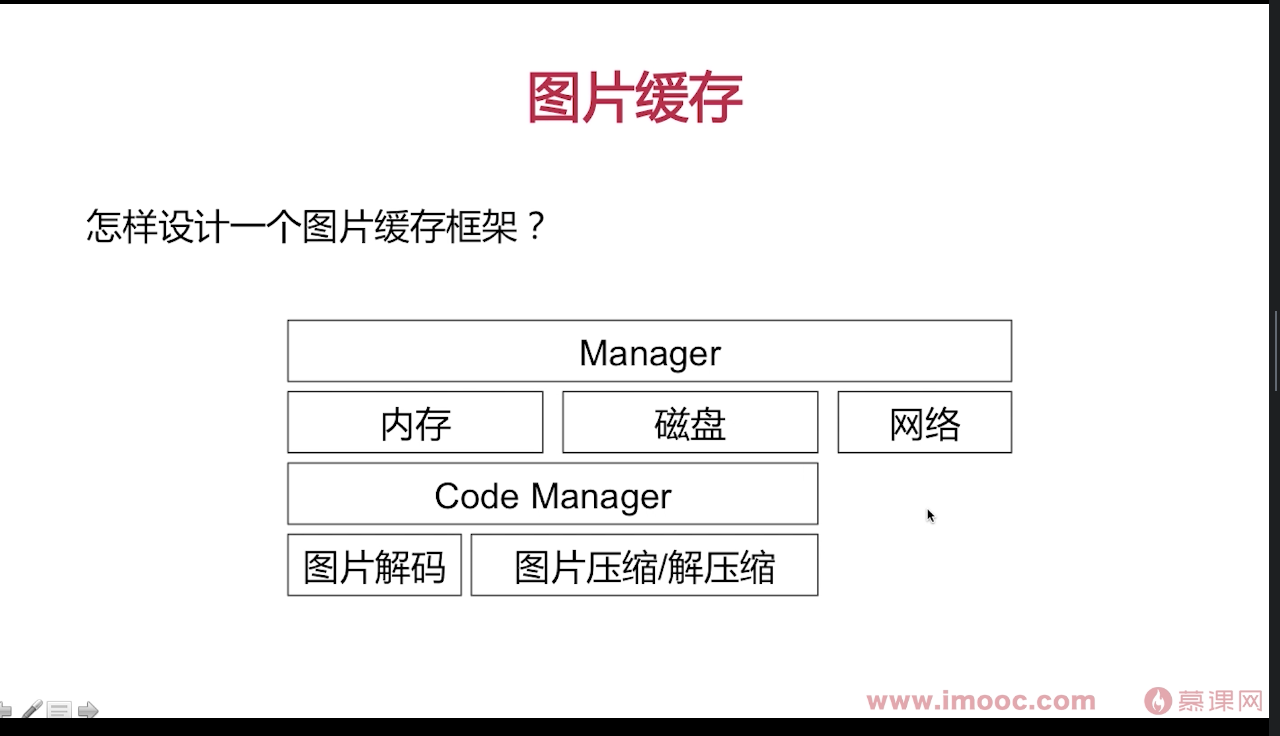 图片缓存
怎样设计一个图片缓存框架？
Manager
内存 磁盘 网络
Code Manager
图片解码 图片压缩/解压缩
www.imooc.com 慕课网